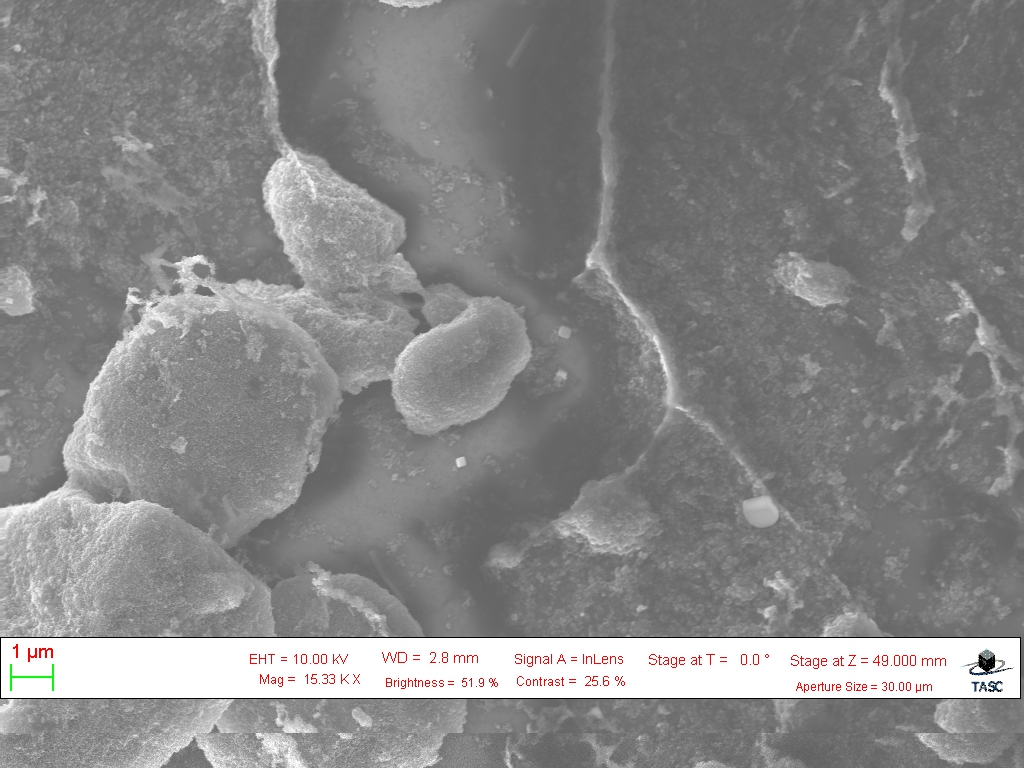 1 µm
EHT = 10.00 kV
WD = 2.8 mm
Signal A = InLens
Stage at T = 0.0 °
Stage at Z = 49.000 mm
Mag = 15.33 K X
Brightness = 51.9 %
Contrast = 25.6 %
Aperture Size = 30.00 µm
TASC